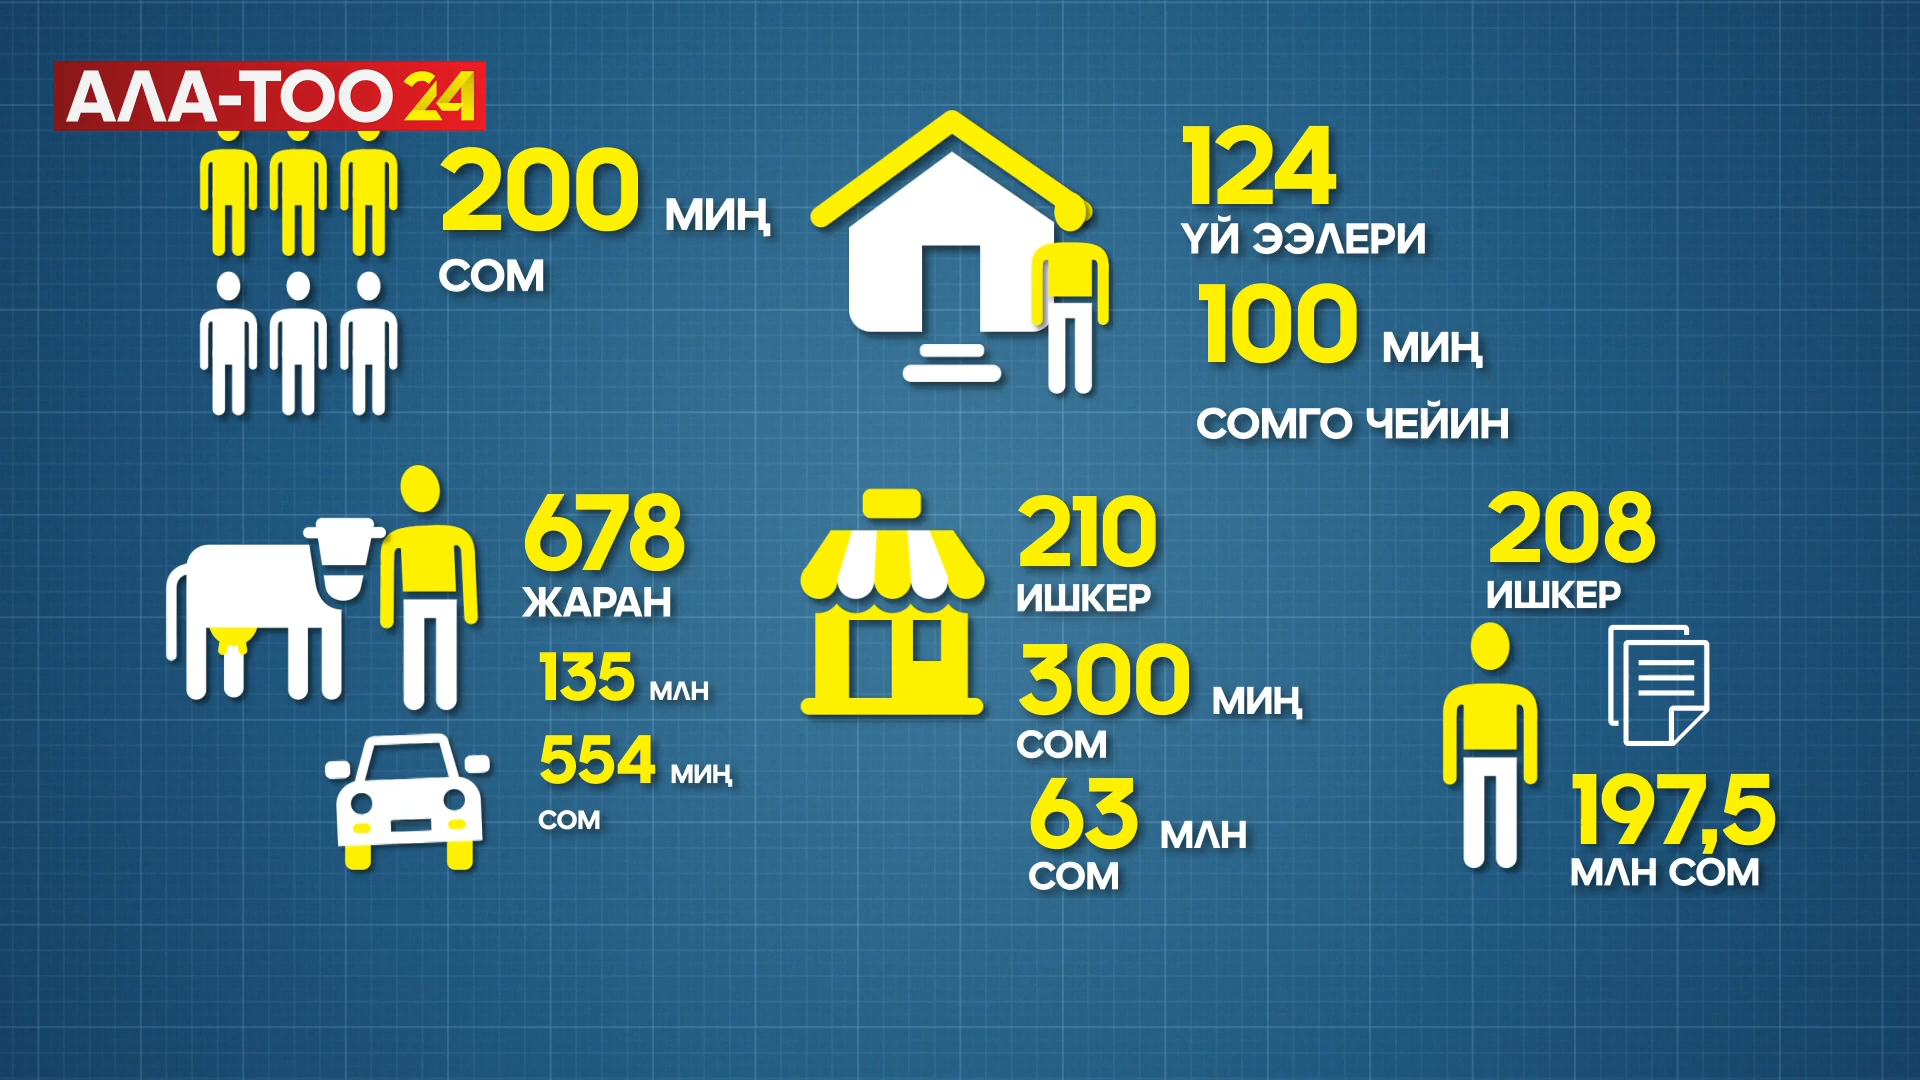 АЛА-ТОО 24
200 МИҢ
СОМ
124
ҮЙ ЭЭЛЕРИ
100 МИҢ
СОМГО ЧЕЙИН
678
ЖАРАН
135 МЛН
554 МИҢ
СОМ
210
ИШКЕР
300 МИҢ
СОМ
63 МЛН
СОМ
208
ИШКЕР
197,5
МЛН СОМ